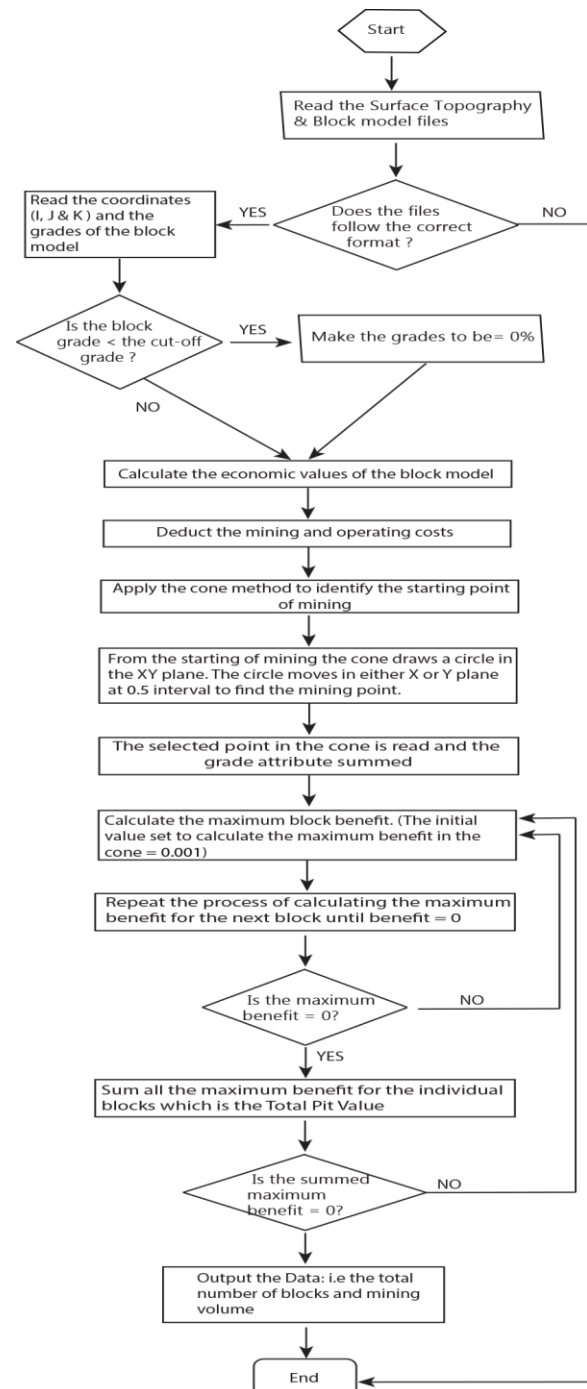 Start
Read the Surface Topography
& Block model files
Does the files
follow the correct
format ?
YES
NO
Read the coordinates
(I, J & K ) and the
grades of the block
model
Is the block
grade < the cut-off
grade ?
YES
Make the grades to be= 0%
NO
Calculate the economic values of the block model
Deduct the mining and operating costs
Apply the cone method to identify the starting point
of mining
From the starting of mining the cone draws a circle in
the XY plane. The circle moves in either X or Y plane
at 0.5 interval to find the mining point.
The selected point in the cone is read and the
grade attribute summed
Calculate the maximum block benefit. (The initial
value set to calculate the maximum benefit in the
cone = 0.001)
Repeat the process of calculating the maximum
benefit for the next block until benefit = 0
Is the maximum
benefit = 0?
NO
YES
Sum all the maximum benefit for the individual
blocks which is the Total Pit Value
Is the summed
maximum
benefit = 0?
NO
Output the Data: i.e the total
number of blocks and mining
volume
End